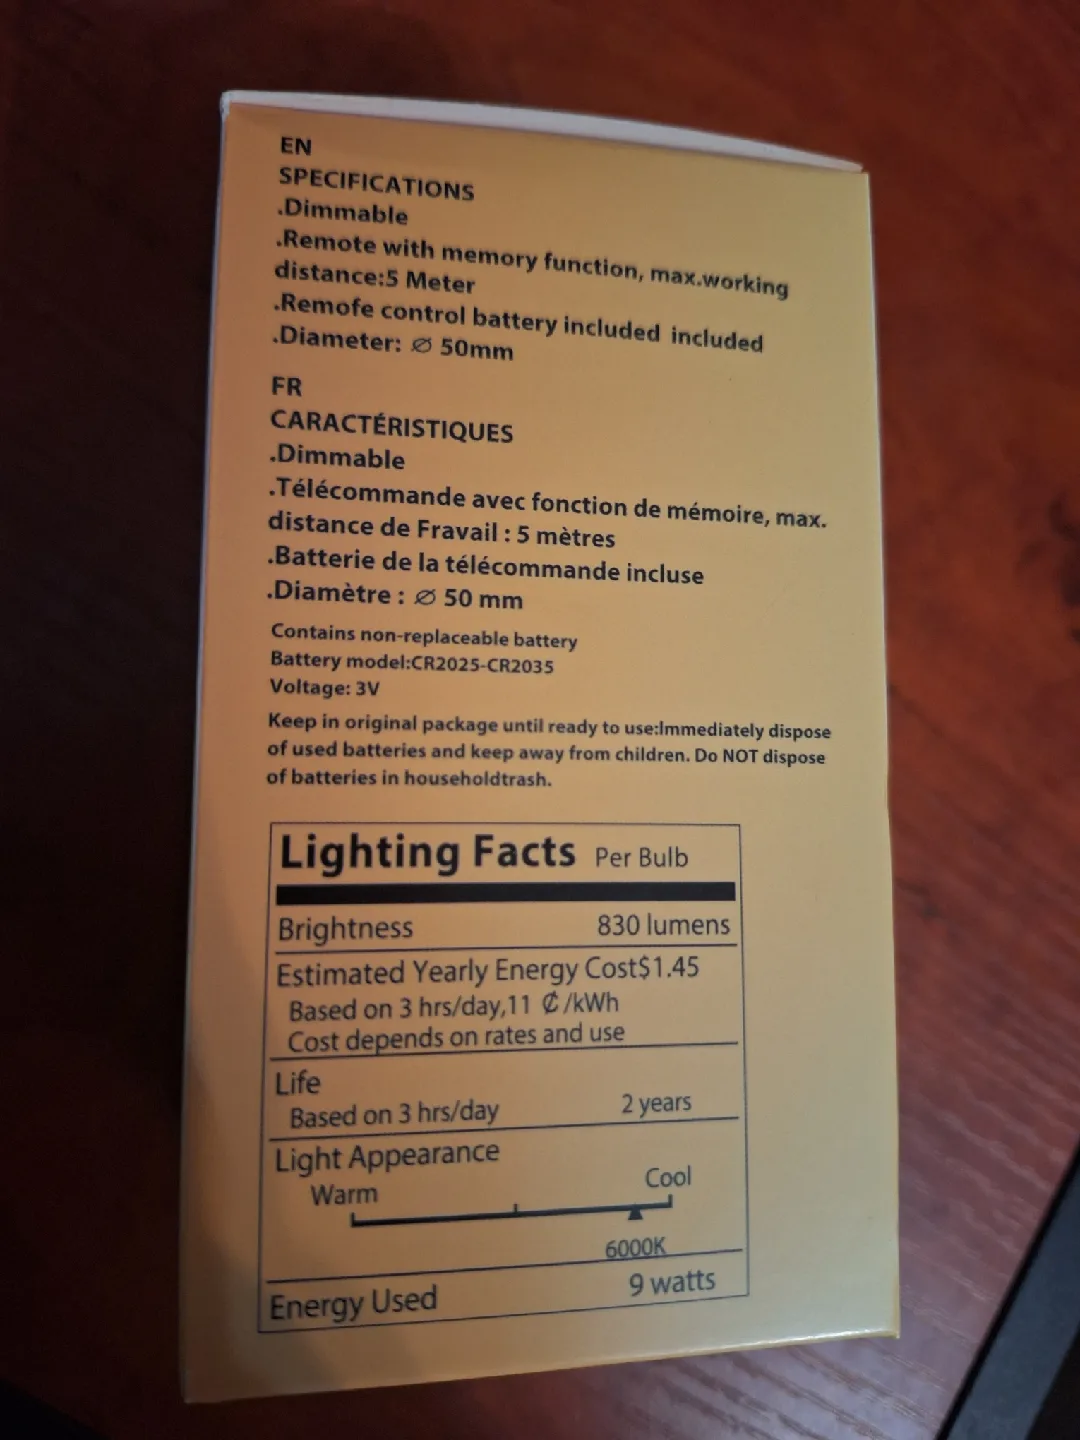 EN
SPECIFICATIONS
.Dimmable
.Remote with memory function, max.working
distance:5 Meter
.Remofe control battery included included
.Diameter: ∅ 50mm
FR
CARACTÉRISTIQUES
.Dimmable
.Télécommande avec fonction de mémoire, max.
distance de Fravail : 5 mètres
.Batterie de la télécommande incluse
.Diamètre : ∅ 50 mm
Contains non-replaceable battery
Battery model:CR2025-CR2035
Voltage: 3V
Keep in original package until ready to use:Immediately dispose
of used batteries and keep away from children. Do NOT dispose
of batteries in householdtrash.
Lighting Facts Per Bulb
Brightness 830 lumens
Estimated Yearly Energy Cost$1.45
Based on 3 hrs/day,11 ₵/kWh
Cost depends on rates and use
Life
Based on 3 hrs/day 2 years
Light Appearance
Warm Cool
6000K
Energy Used 9 watts